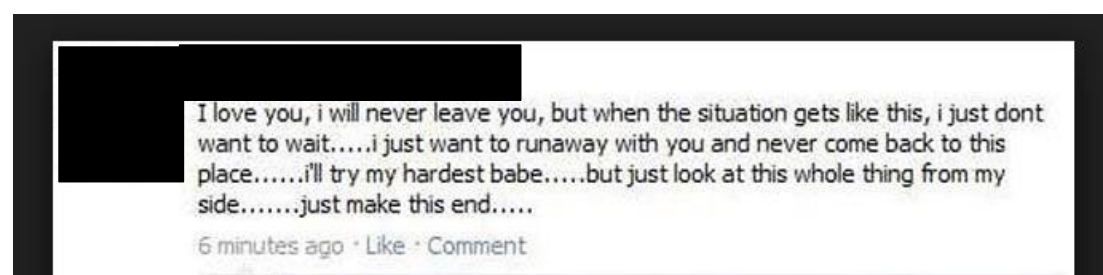 I love you, i will never leave you, but when the situation gets like this, i just dont
want to wait.....i just want to runaway with you and never come back to this
place......i'll try my hardest babe.....but just look at this whole thing from my
side.......just make this end.....
6 minutes ago · Like · Comment